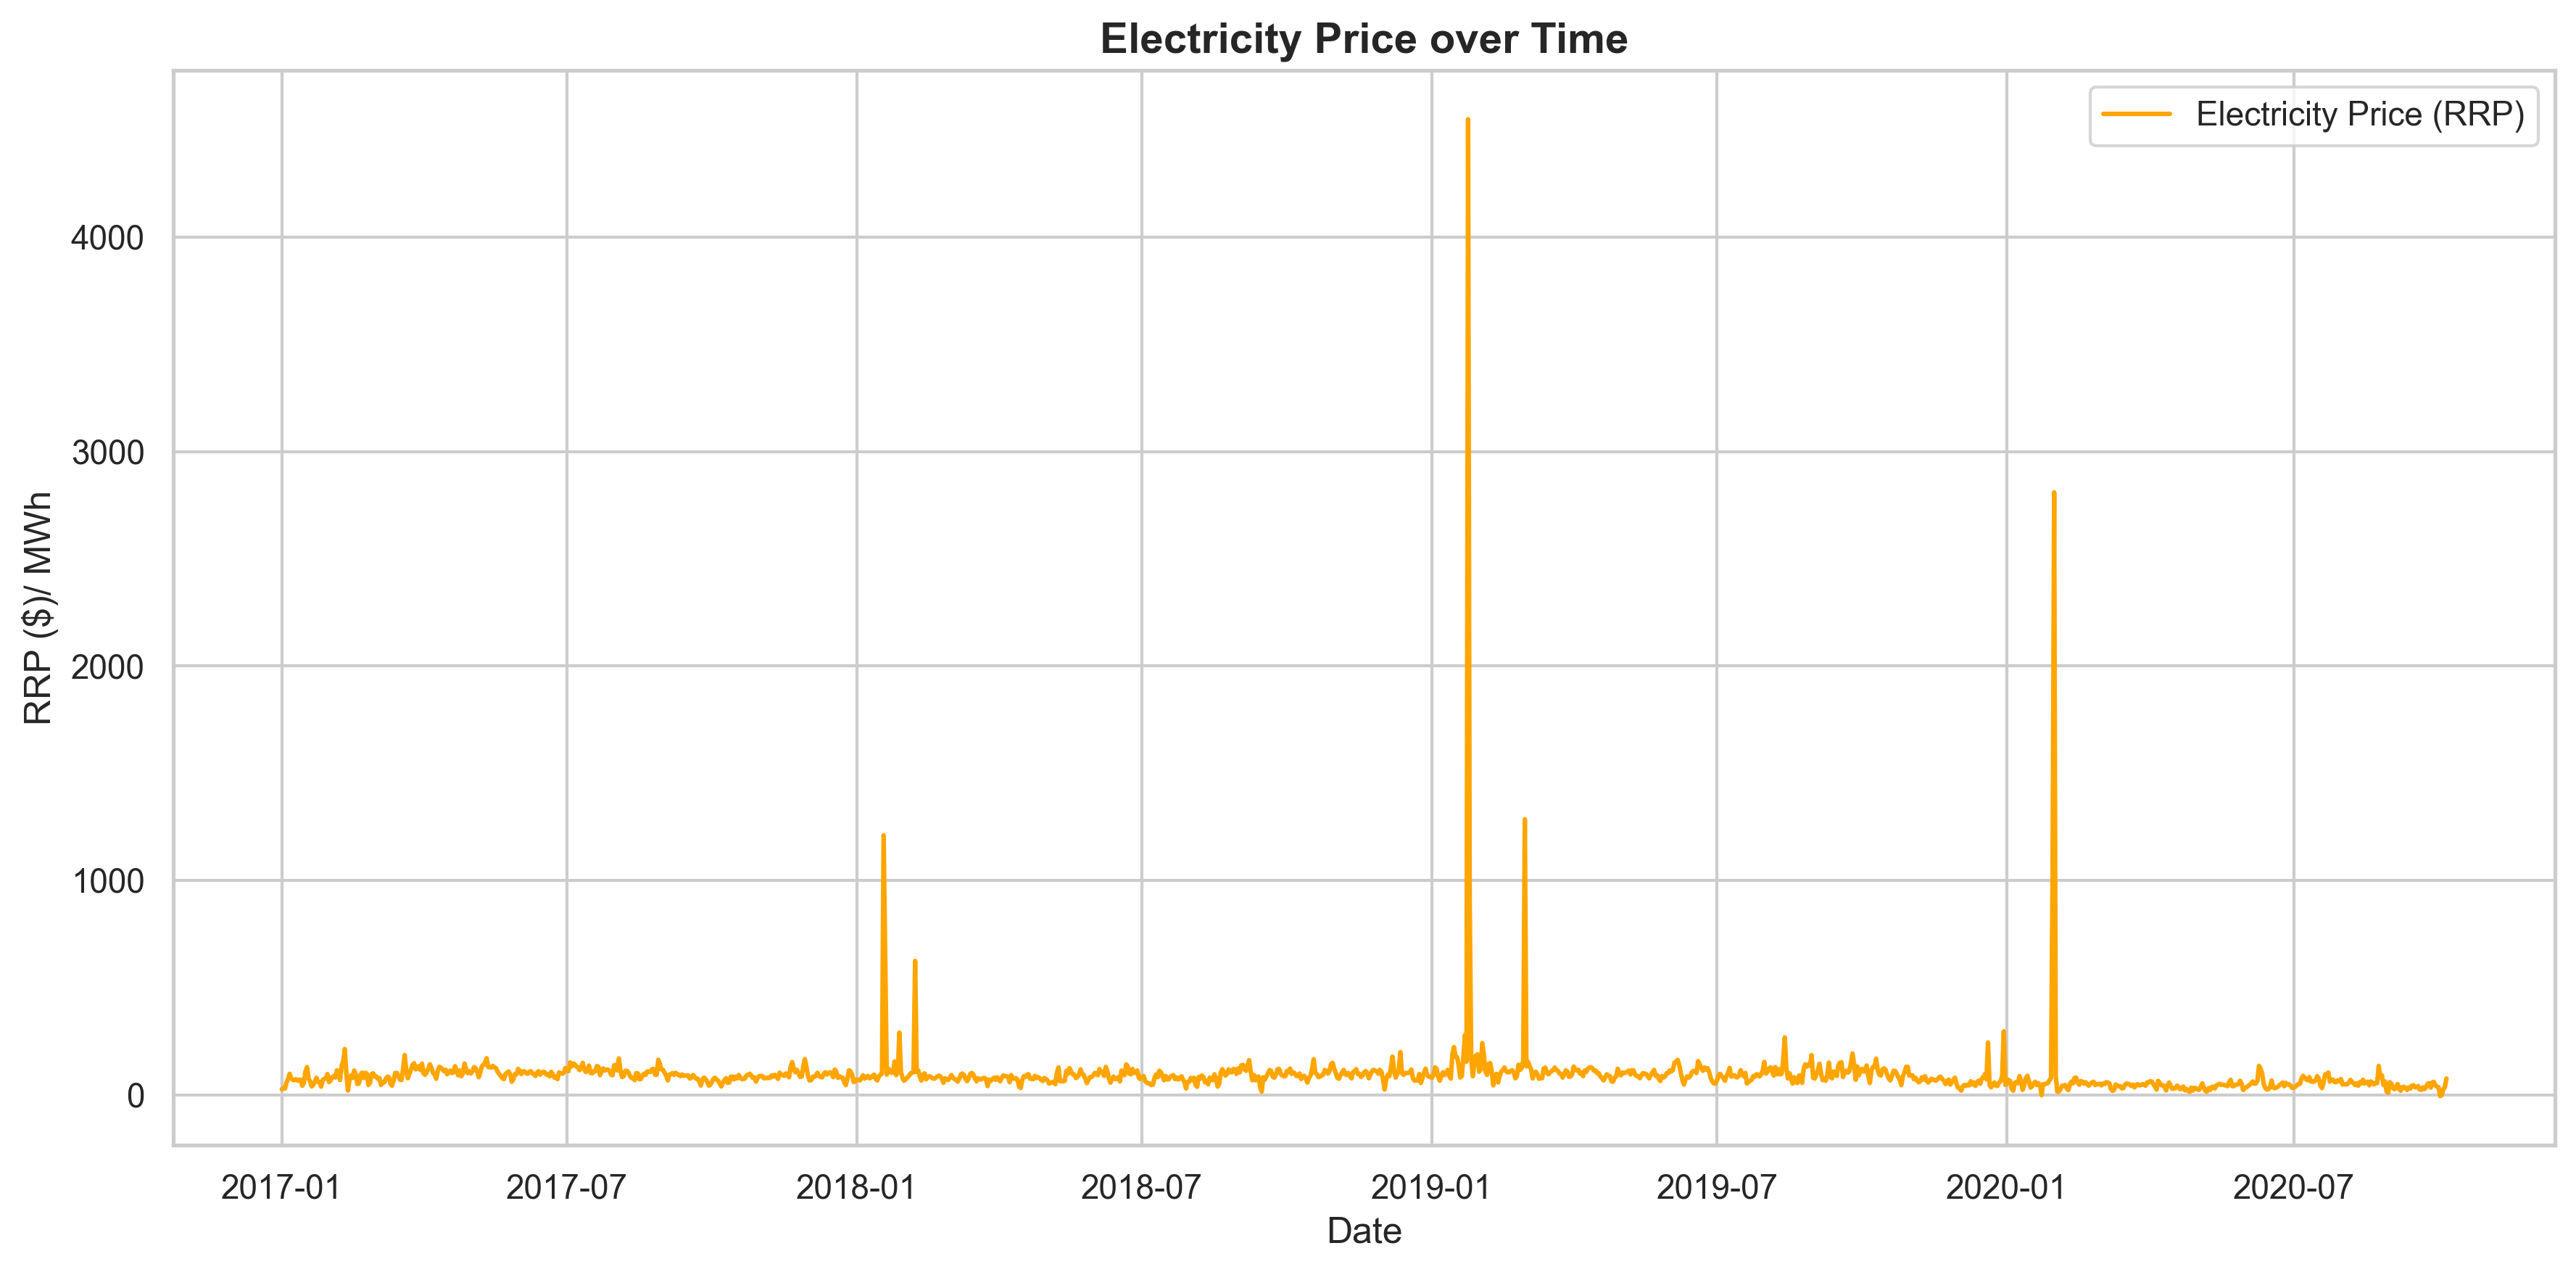 Electricity Price over Time
Electricity Price (RRP)
RRP ($)/ MWh
4000
3000
2000
1000
0
2017-01 2017-07 2018-01 2018-07 2019-01 2019-07 2020-01 2020-07
Date